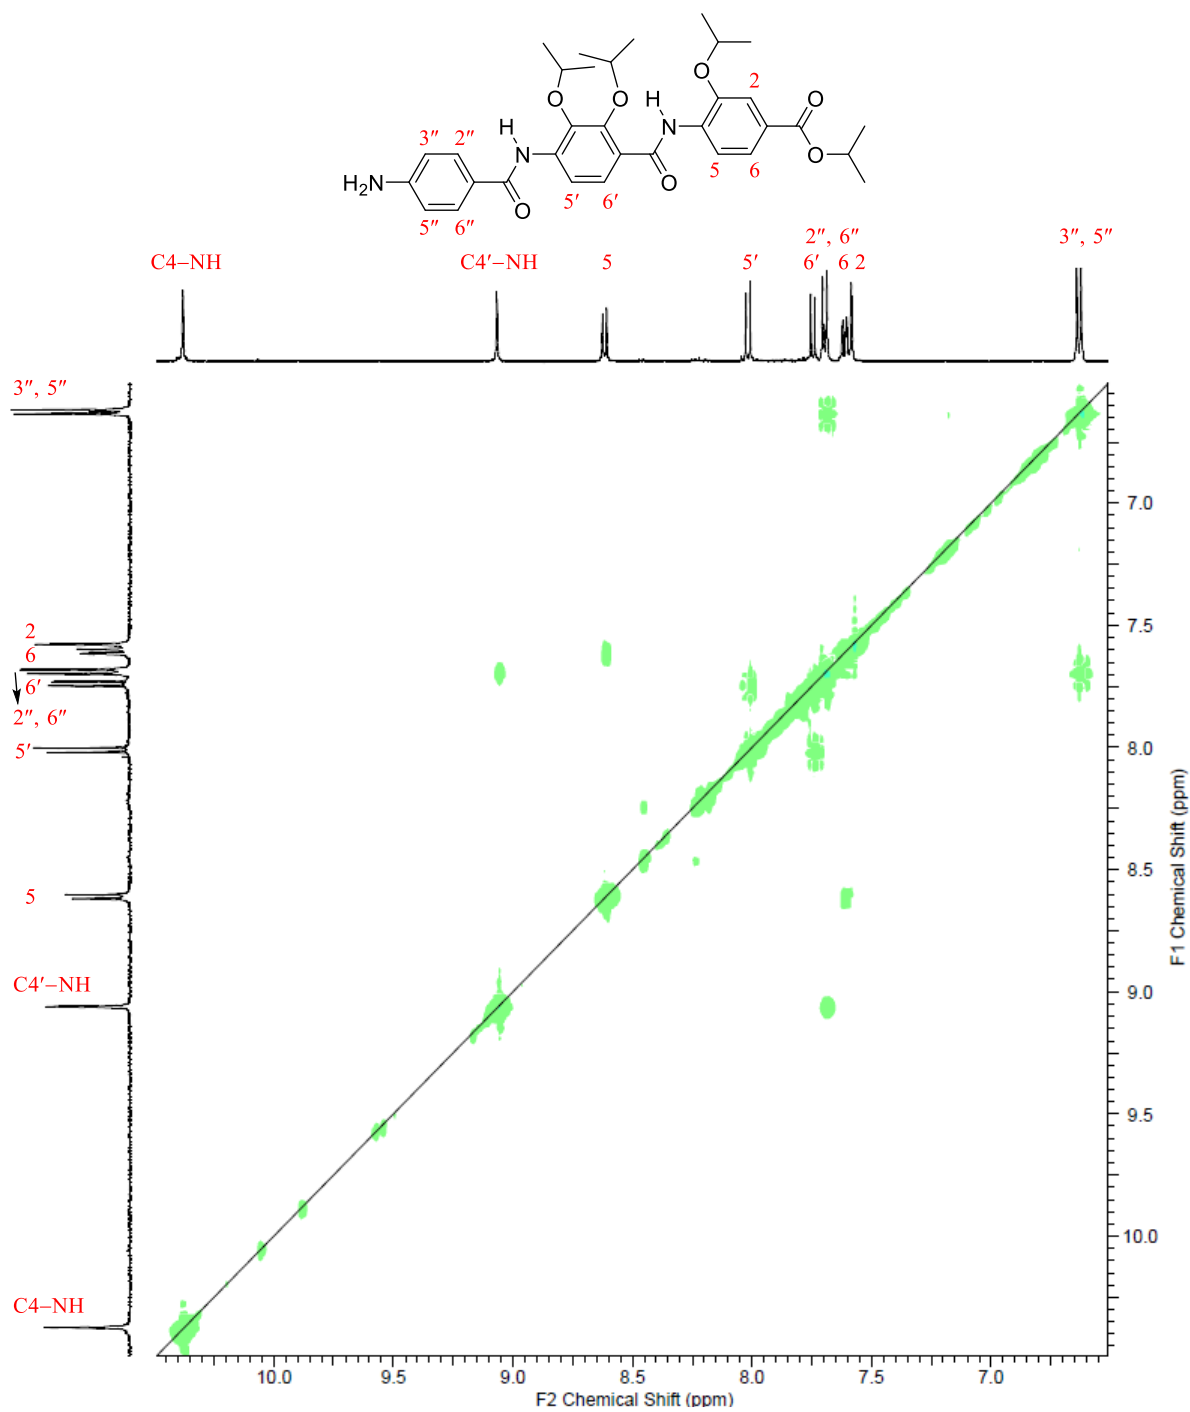 O
O
O
H
N
2
O
O
H
N
3″
2″
H
N
5
6
O
5′
6′
H₂N
O
5″
6″
2″, 6″
3″, 5″
C4–NH
C4′–NH
5
5′
6′
6 2
3″, 5″
2
6
6′
2″, 6″
5′
5
C4′–NH
C4–NH
7.0
7.5
8.0
8.5
9.0
9.5
10.0
F1 Chemical Shift (ppm)
10.0 9.5 9.0 8.5 8.0 7.5 7.0
F2 Chemical Shift (ppm)